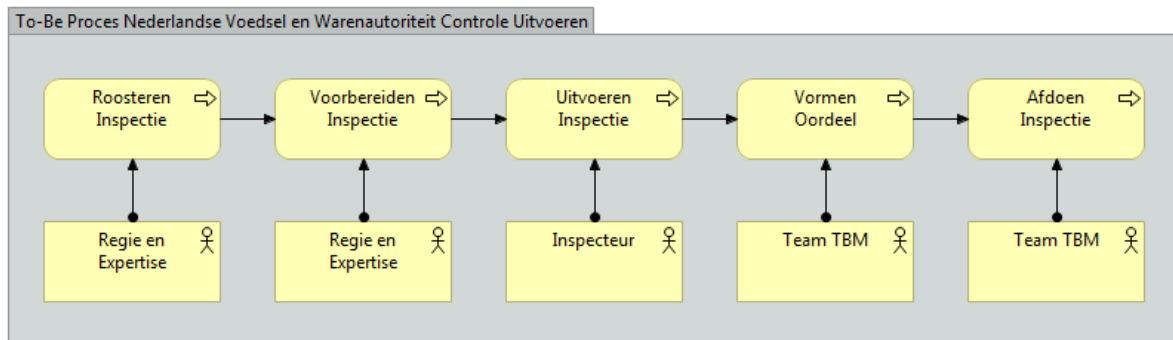 To-Be Proces Nederlandse Voedsel en Warenautoriteit Controle Uitvoeren
Roosteren
Inspectie
Voorbereiden
Inspectie
Uitvoeren
Inspectie
Vormen
Oordeel
Afdoen
Inspectie
Regie en
Expertise
Regie en
Expertise
Inspecteur
Team TBM
Team TBM